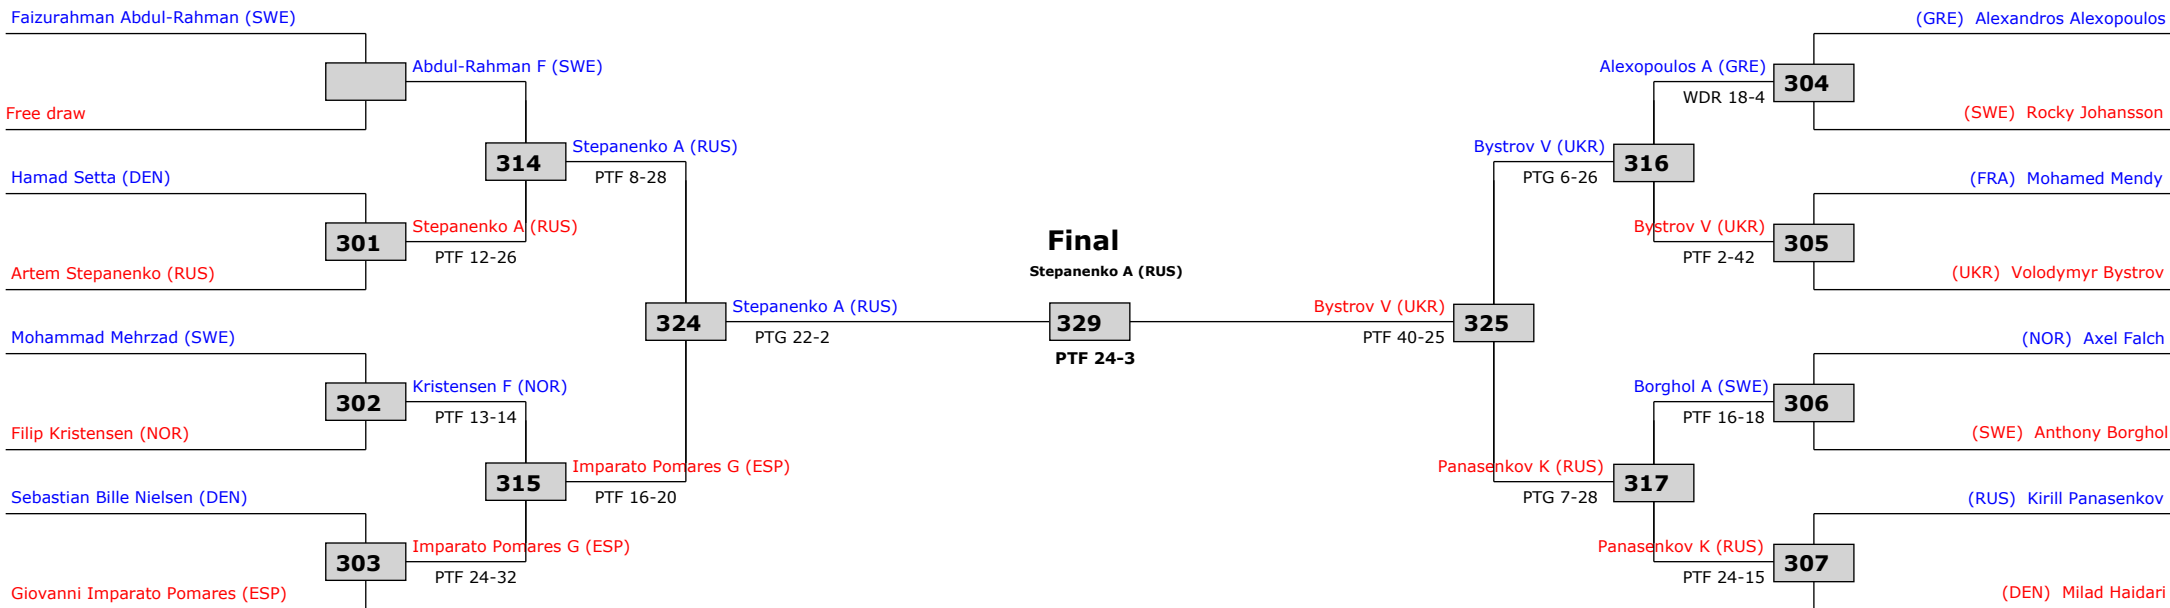 Faizurahman Abdul-Rahman (SWE)
Abdul-Rahman F (SWE)
Free draw
314
Stepanenko A (RUS)
PTF 8-28
Hamad Setta (DEN)
301
Stepanenko A (RUS)
PTF 12-26
Artem Stepanenko (RUS)
324
Stepanenko A (RUS)
PTG 22-2
Mohammad Mehrzad (SWE)
302
Kristensen F (NOR)
PTF 13-14
Filip Kristensen (NOR)
315
Imparato Pomares G (ESP)
PTF 16-20
Sebastian Bille Nielsen (DEN)
303
Imparato Pomares G (ESP)
PTF 24-32
Giovanni Imparato Pomares (ESP)
Final
Stepanenko A (RUS)
329
PTF 24-3
(GRE) Alexandros Alexopoulos
Alexopoulos A (GRE)
304
WDR 18-4
(SWE) Rocky Johansson
Bystrov V (UKR)
316
PTG 6-26
(FRA) Mohamed Mendy
Bystrov V (UKR)
305
PTF 2-42
(UKR) Volodymyr Bystrov
Bystrov V (UKR)
325
PTF 40-25
(NOR) Axel Falch
Borghol A (SWE)
306
PTF 16-18
(SWE) Anthony Borghol
Panasenkov K (RUS)
317
PTG 7-28
(RUS) Kirill Panasenkov
Panasenkov K (RUS)
307
PTF 24-15
(DEN) Milad Haidari